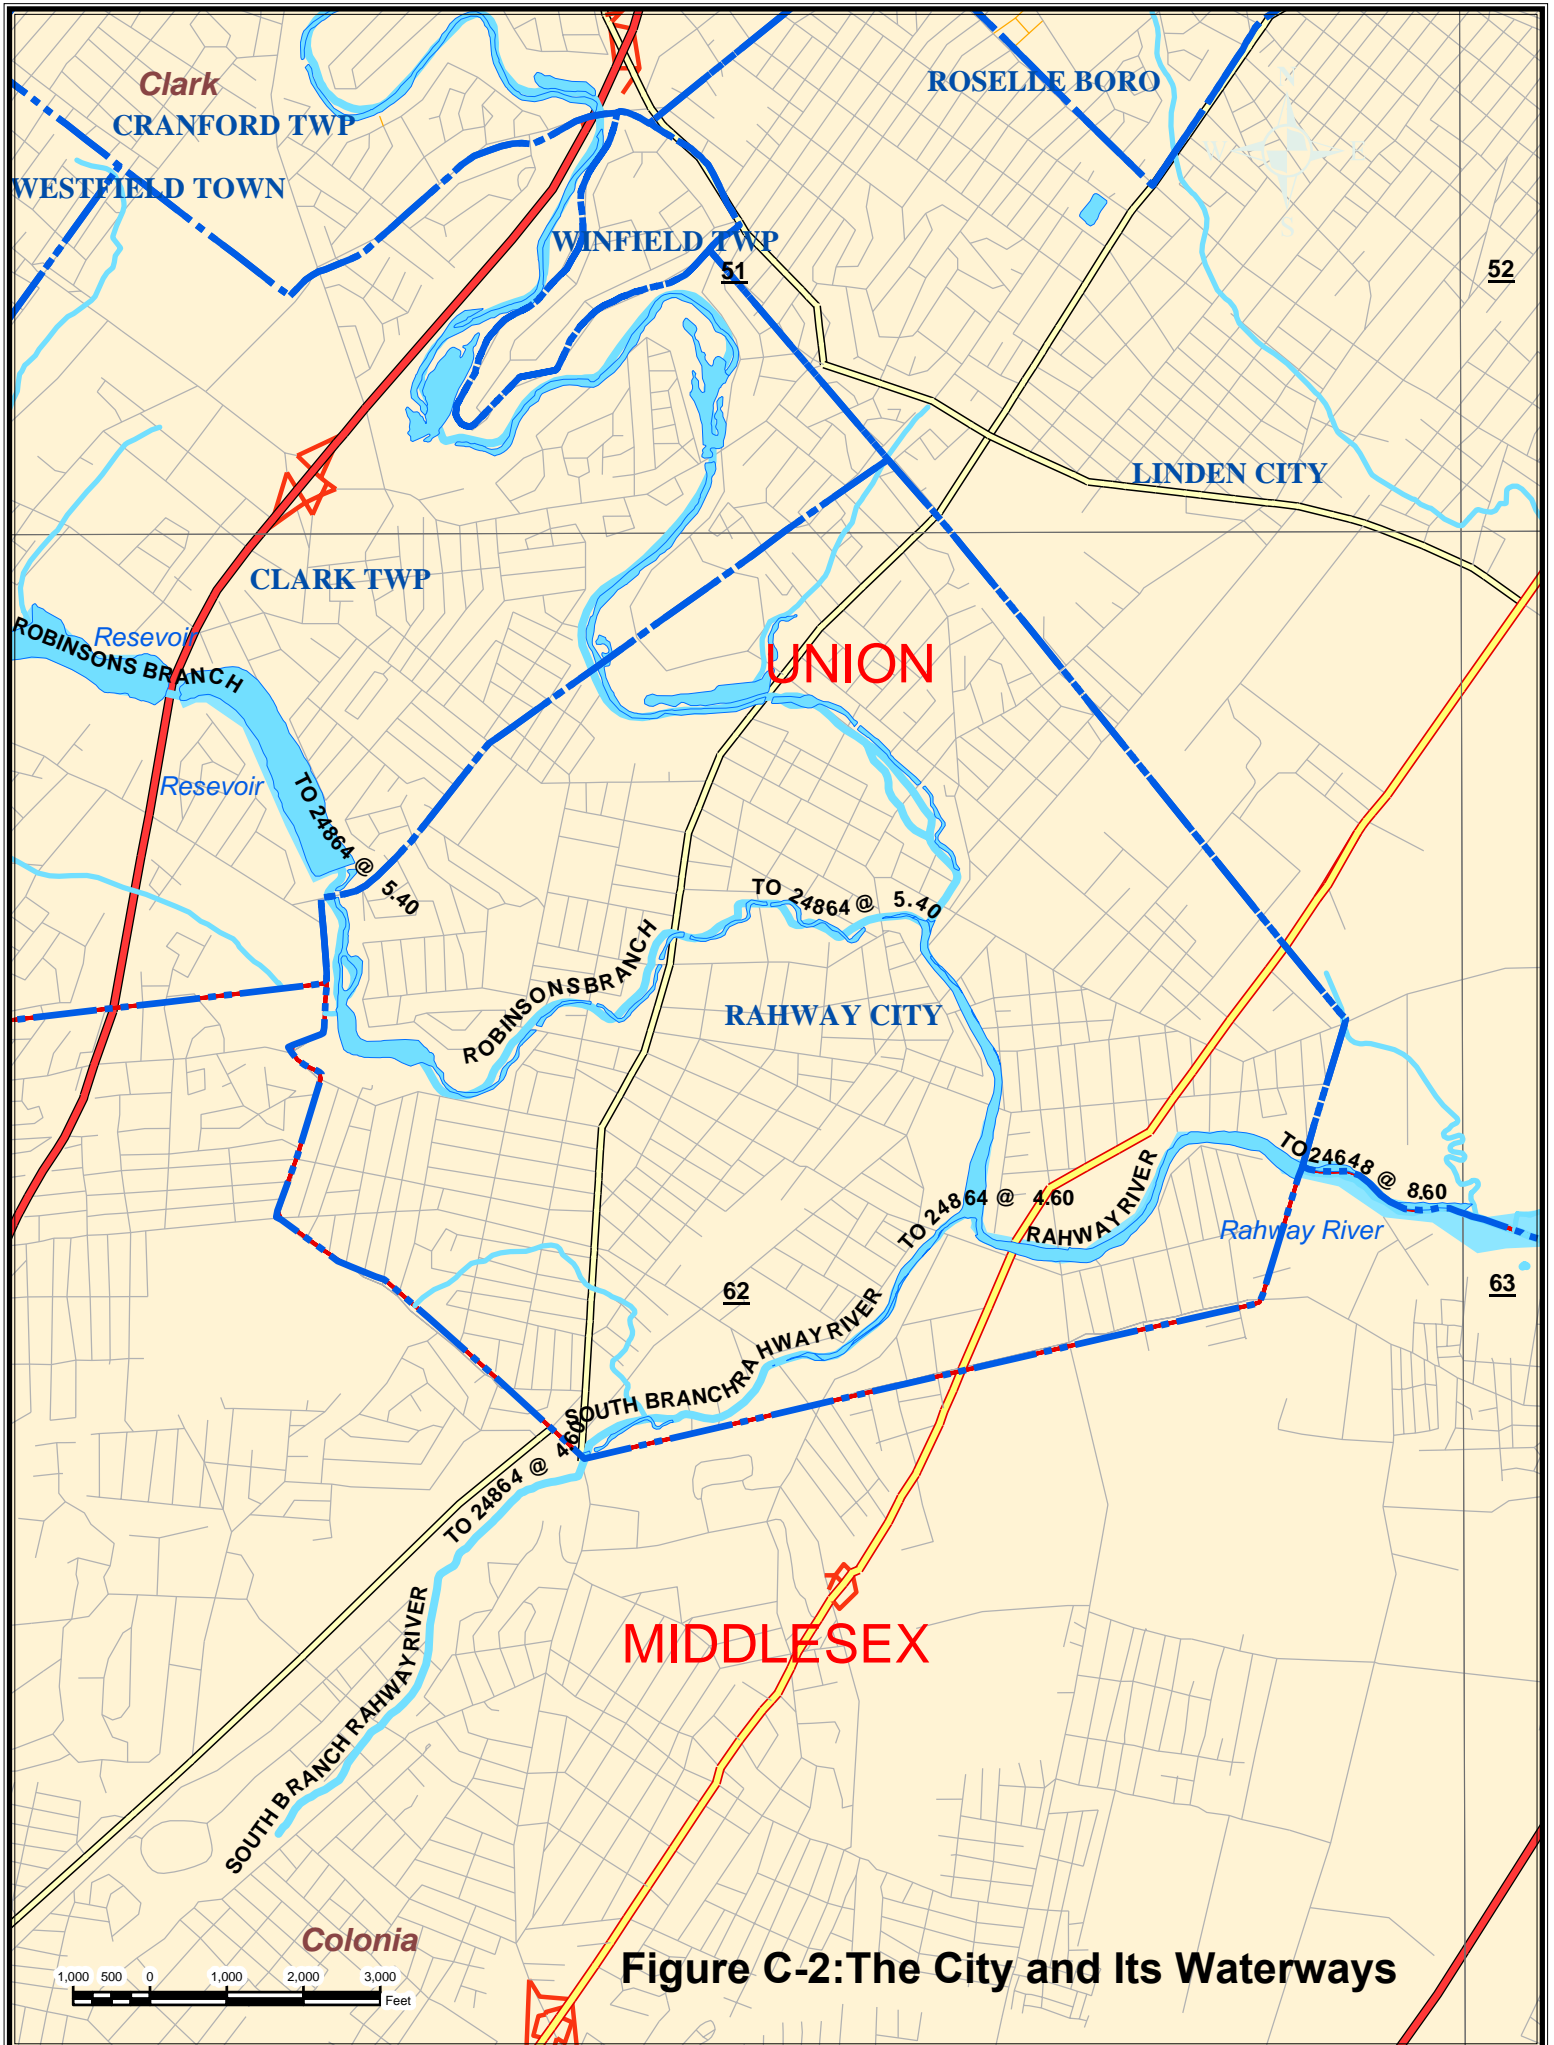 Clark
CRANFORD TWP
ROSELLE BORO
N
W
E
S
WESTFIELD TOWN
WINFIELD TWP
51
52
LINDEN CITY
CLARK TWP
Resevoir
ROBINSONS BRANCH
UNION
Resevoir
TO 24864 @ 5.40
TO 24864 @ 5.40
ROBINSONS BRANCH
RAHWAY CITY
TO 24648 @ 8.60
TO 24864 @ 4.60
RAHWAY RIVER
Rahway River
62
63
SOUTH BRANCH RAHWAY RIVER
TO 24864 @ 4.60
MIDDLESEX
SOUTH BRANCH RAHWAY RIVER
Colonia
Figure C-2:The City and Its Waterways
1,000 500 0 1,000 2,000 3,000
Feet